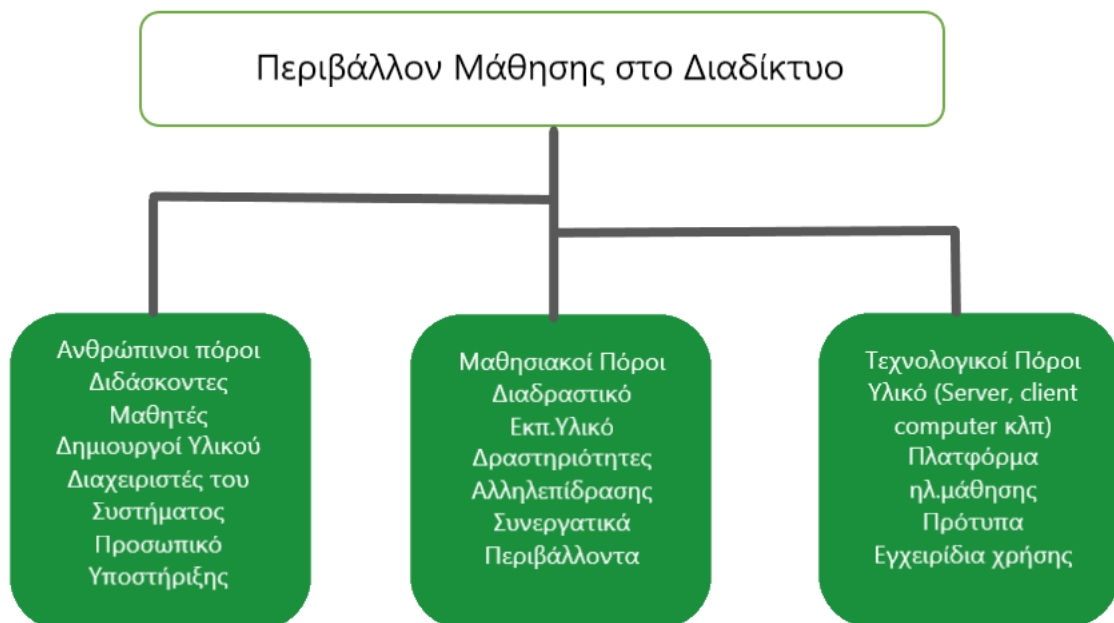 Περιβάλλον Μάθησης στο Διαδίκτυο
Ανθρώπινοι πόροι
Διδάσκοντες
Μαθητές
Δημιουργοί Υλικού
Διαχειριστές του
Συστήματος
Προσωπικό
Υποστήριξης
Μαθησιακοί Πόροι
Διαδραστικό
Εκπ.Υλικό
Δραστηριότητες
Αλληλεπίδρασης
Συνεργατικά
Περιβάλλοντα
Τεχνολογικοί Πόροι
Υλικό (Server, client
computer κλπ)
Πλατφόρμα
ηλ.μάθησης
Πρότυπα
Εγχειρίδια χρήσης